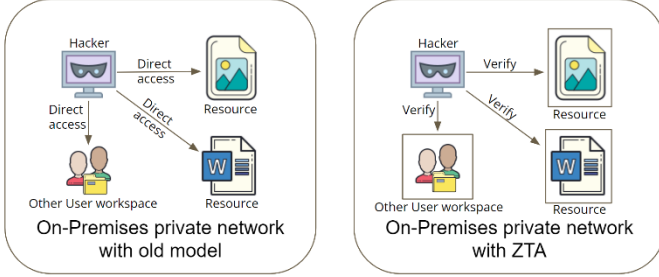 Hacker
Direct
access
Resource
Direct
access
Direct
access
W
Other User workspace
Resource
On-Premises private network
with old model
Hacker
Verify
Resource
Verify
Verify
W
Other User workspace
Resource
On-Premises private network
with ZTA